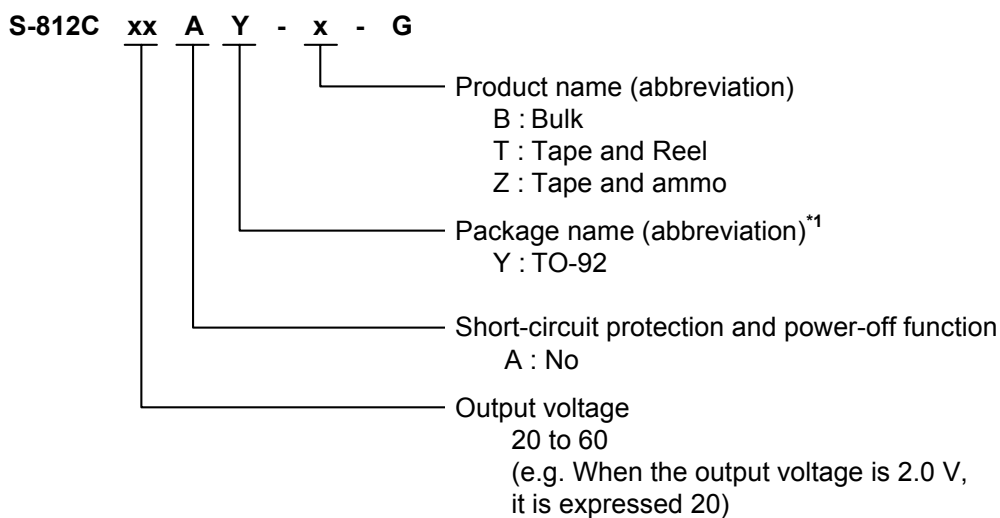 S-812C xx A Y - x - G
Product name (abbreviation)
B : Bulk
T : Tape and Reel
Z : Tape and ammo
Package name (abbreviation)*1
Y : TO-92
Short-circuit protection and power-off function
A : No
Output voltage
20 to 60
(e.g. When the output voltage is 2.0 V,
it is expressed 20)